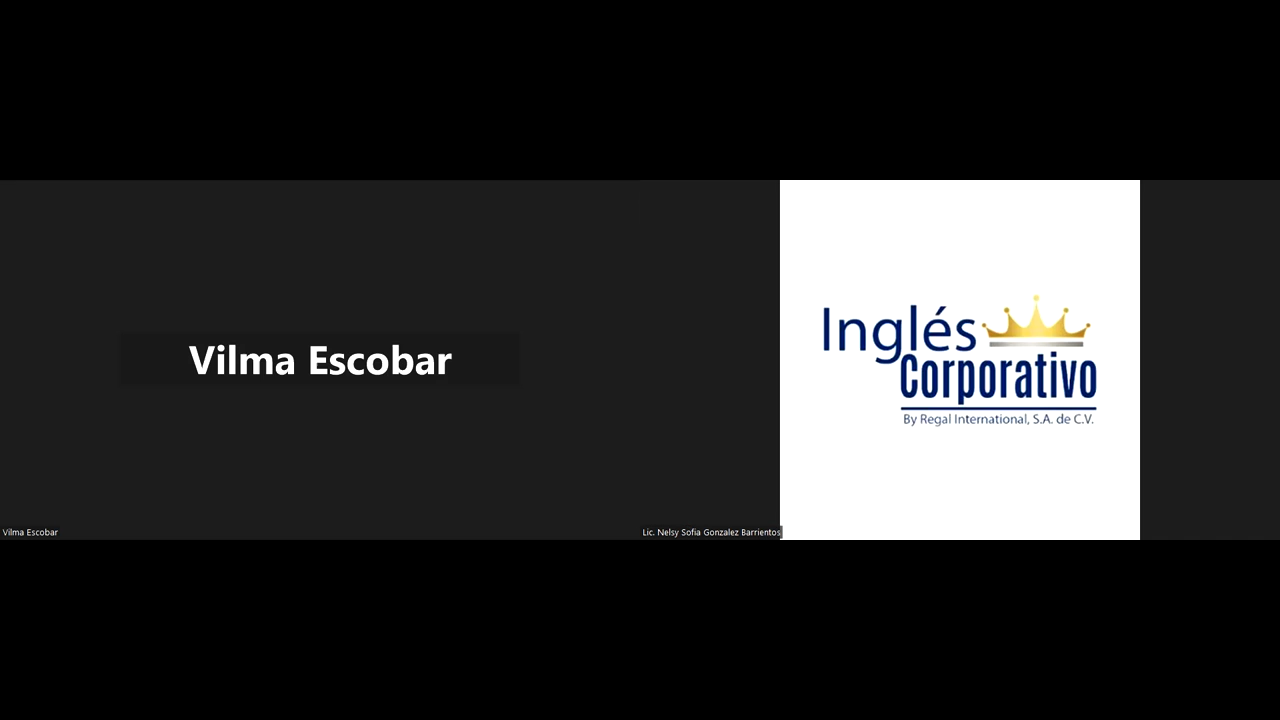 Vilma Escobar
Inglés
Corporativo
By Regal International, S.A. de C.V.
Vilma Escobar
Lic. Nelsy Sofia Gonzalez Barrientos